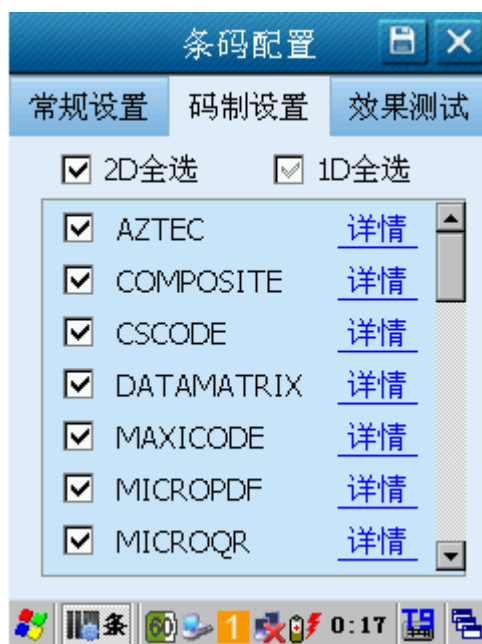 条码配置
常规设置 码制设置 效果测试
2D全选 1D全选
AZTEC 详情
COMPOSITE 详情
CSCODE 详情
DATAMATRIX 详情
MAXICODE 详情
MICROPDF 详情
MICROQR 详情
条 60 1 0:17 T9